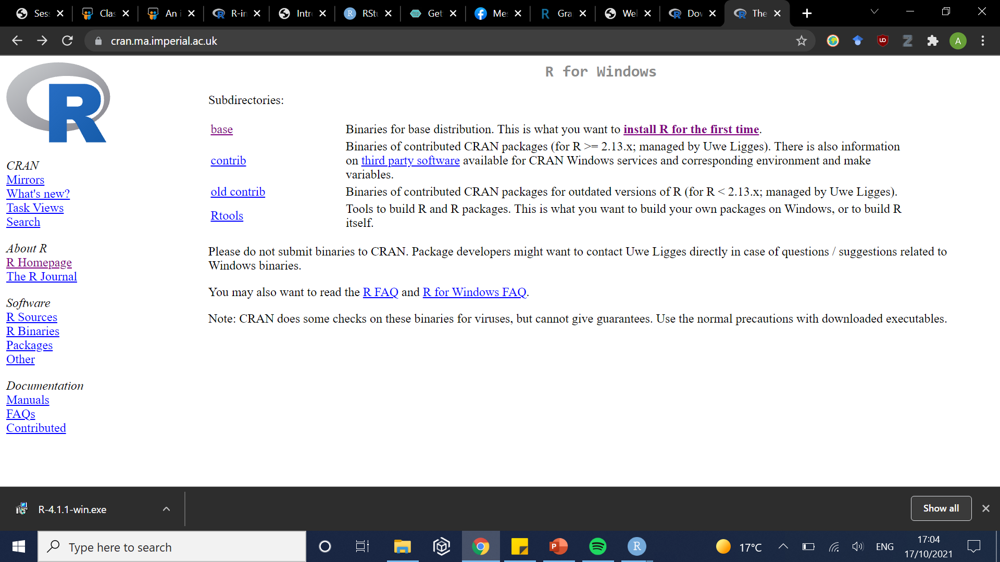 Ses
Clas
An i
R-in
Intr
RStu
Get
Me
Gra
Wel
Dov
The
cran.ma.imperial.ac.uk
A
R
R for Windows
Subdirectories:
base
Binaries for base distribution. This is what you want to install R for the first time.
contrib
Binaries of contributed CRAN packages (for R >= 2.13.x; managed by Uwe Ligges). There is also information
on third party software available for CRAN Windows services and corresponding environment and make
variables.
old contrib
Binaries of contributed CRAN packages for outdated versions of R (for R < 2.13.x; managed by Uwe Ligges).
Rtools
Tools to build R and R packages. This is what you want to build your own packages on Windows, or to build R
itself.
Please do not submit binaries to CRAN. Package developers might want to contact Uwe Ligges directly in case of questions / suggestions related to
Windows binaries.
You may also want to read the R FAQ and R for Windows FAQ.
Note: CRAN does some checks on these binaries for viruses, but cannot give guarantees. Use the normal precautions with downloaded executables.
CRAN
Mirrors
What's new?
Task Views
Search
About R
R Homepage
The R Journal
Software
R Sources
R Binaries
Packages
Other
Documentation
Manuals
FAQs
Contributed
R-4.1.1-win.exe
Show all
Type here to search
17°C
ENG
17:04
17/10/2021